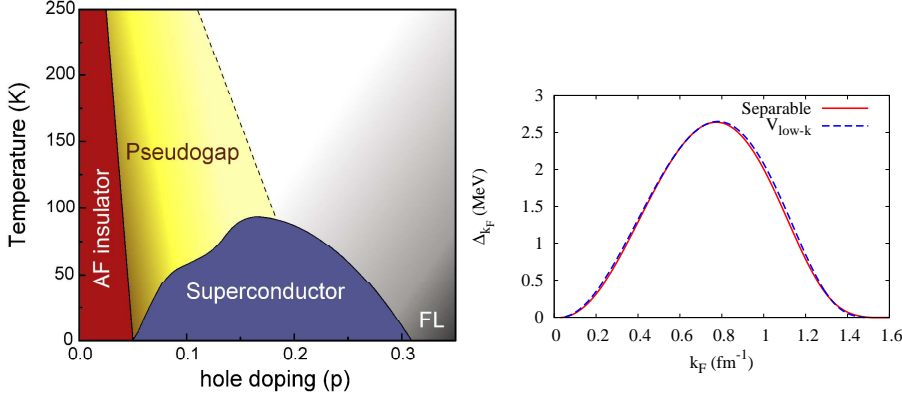 250
200
150
100
50
0
Temperature (K)
AF insulator
Pseudogap
Superconductor
FL
0.0 0.1 0.2 0.3
hole doping (p)
3
2.5
2
1.5
1
0.5
0
Δ_{k_F} (MeV)
Separable
V_{low-k}
0 0.2 0.4 0.6 0.8 1 1.2 1.4 1.6
k_F (fm⁻¹)